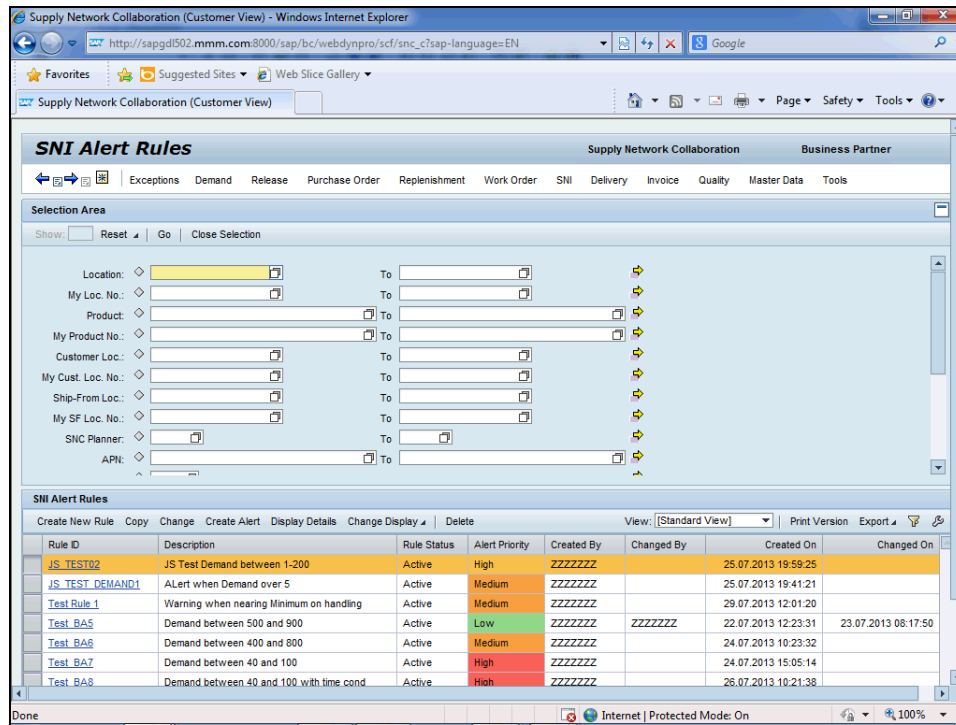 Supply Network Collaboration (Customer View) - Windows Internet Explorer
http://sapgdl502.mmm.com:8000/sap/bc/webdynpro/scf/snc_c?sap-language=EN
Google
Favorites Suggested Sites Web Slice Gallery
Supply Network Collaboration (Customer View)
Page Safety Tools
SNI Alert Rules Supply Network Collaboration Business Partner
Exceptions Demand Release Purchase Order Replenishment Work Order SNI Delivery Invoice Quality Master Data Tools
Selection Area
Show: Reset Go Close Selection
Location: To
My Loc. No.: To
Product: To
My Product No.: To
Customer Loc.: To
My Cust. Loc. No.: To
Ship-From Loc.: To
My SF Loc. No.: To
SNC Planner: To
APN: To
SNI Alert Rules
Create New Rule Copy Change Create Alert Display Details Change Display Delete View: [Standard View] Print Version Export
Rule ID Description Rule Status Alert Priority Created By Changed By Created On Changed On
JS_TEST02 JS Test Demand between 1-200 Active High ZZZZZZZ 25.07.2013 19:59:25
JS_TEST_DEMAND1 ALert when Demand over 5 Active Medium ZZZZZZZ 25.07.2013 19:41:21
Test Rule 1 Warning when nearing Minimum on handling Active Medium ZZZZZZZ 29.07.2013 12:01:20
Test_BA5 Demand between 500 and 900 Active Low ZZZZZZZ ZZZZZZZ 22.07.2013 12:23:31 23.07.2013 08:17:50
Test_BA6 Demand between 400 and 800 Active Medium ZZZZZZZ 24.07.2013 10:23:32
Test_BA7 Demand between 40 and 100 Active High ZZZZZZZ 24.07.2013 15:05:14
Test_BA8 Demand between 40 and 100 with time cond Active High ZZZZZZZ 26.07.2013 10:21:38
Done Internet | Protected Mode: On 100%